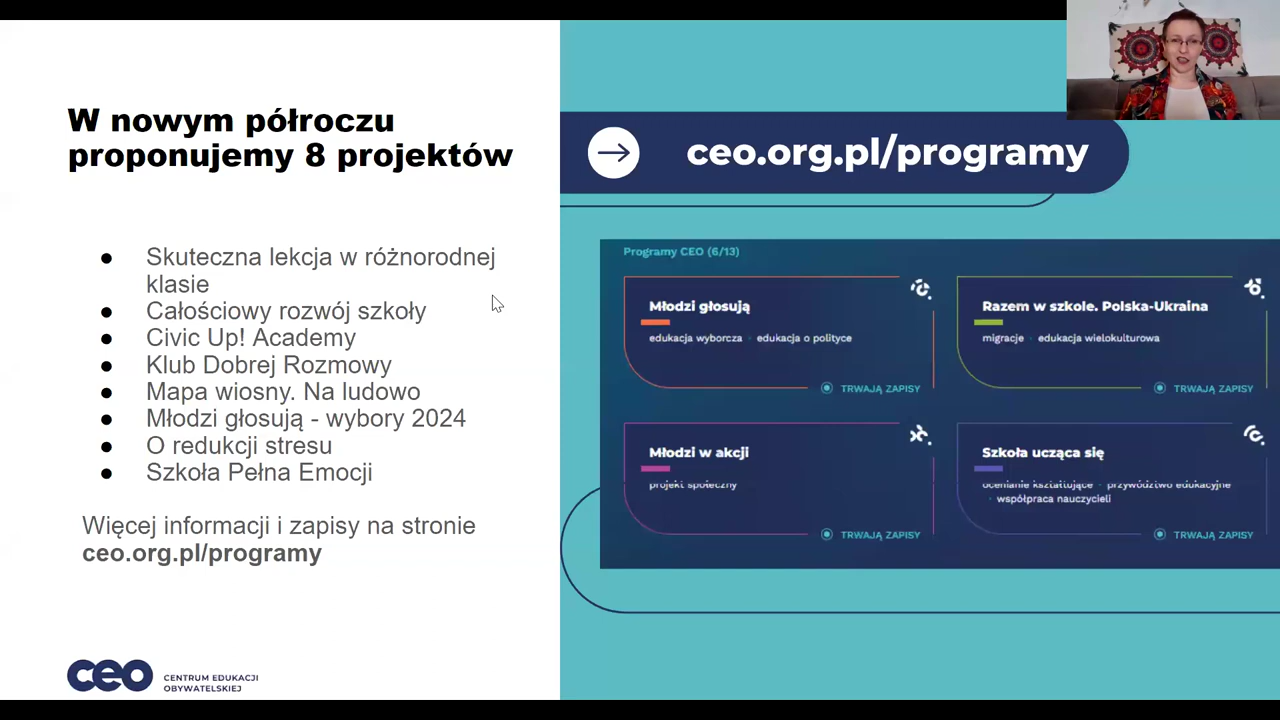 W nowym półroczu
proponujemy 8 projektów
Skuteczna lekcja w różnorodnej
klasie
Całościowy rozwój szkoły
Civic Up! Academy
Klub Dobrej Rozmowy
Mapa wiosny. Na ludowo
Młodzi głosują - wybory 2024
O redukcji stresu
Szkoła Pełna Emocji
Więcej informacji i zapisy na stronie
ceo.org.pl/programy
ceo CENTRUM EDUKACJI
OBYWATELSKIEJ
ceo.org.pl/programy
Programy CEO (6/13)
Młodzi głosują
edukacja wyborcza · edukacja o polityce
TRWAJĄ ZAPISY
Razem w szkole. Polska-Ukraina
migracje · edukacja wielokulturowa
TRWAJĄ ZAPISY
Młodzi w akcji
projekt społeczny
TRWAJĄ ZAPISY
Szkoła ucząca się
ocenianie kształtujące · przywództwo edukacyjne
· współpraca nauczycieli
TRWAJĄ ZAPISY